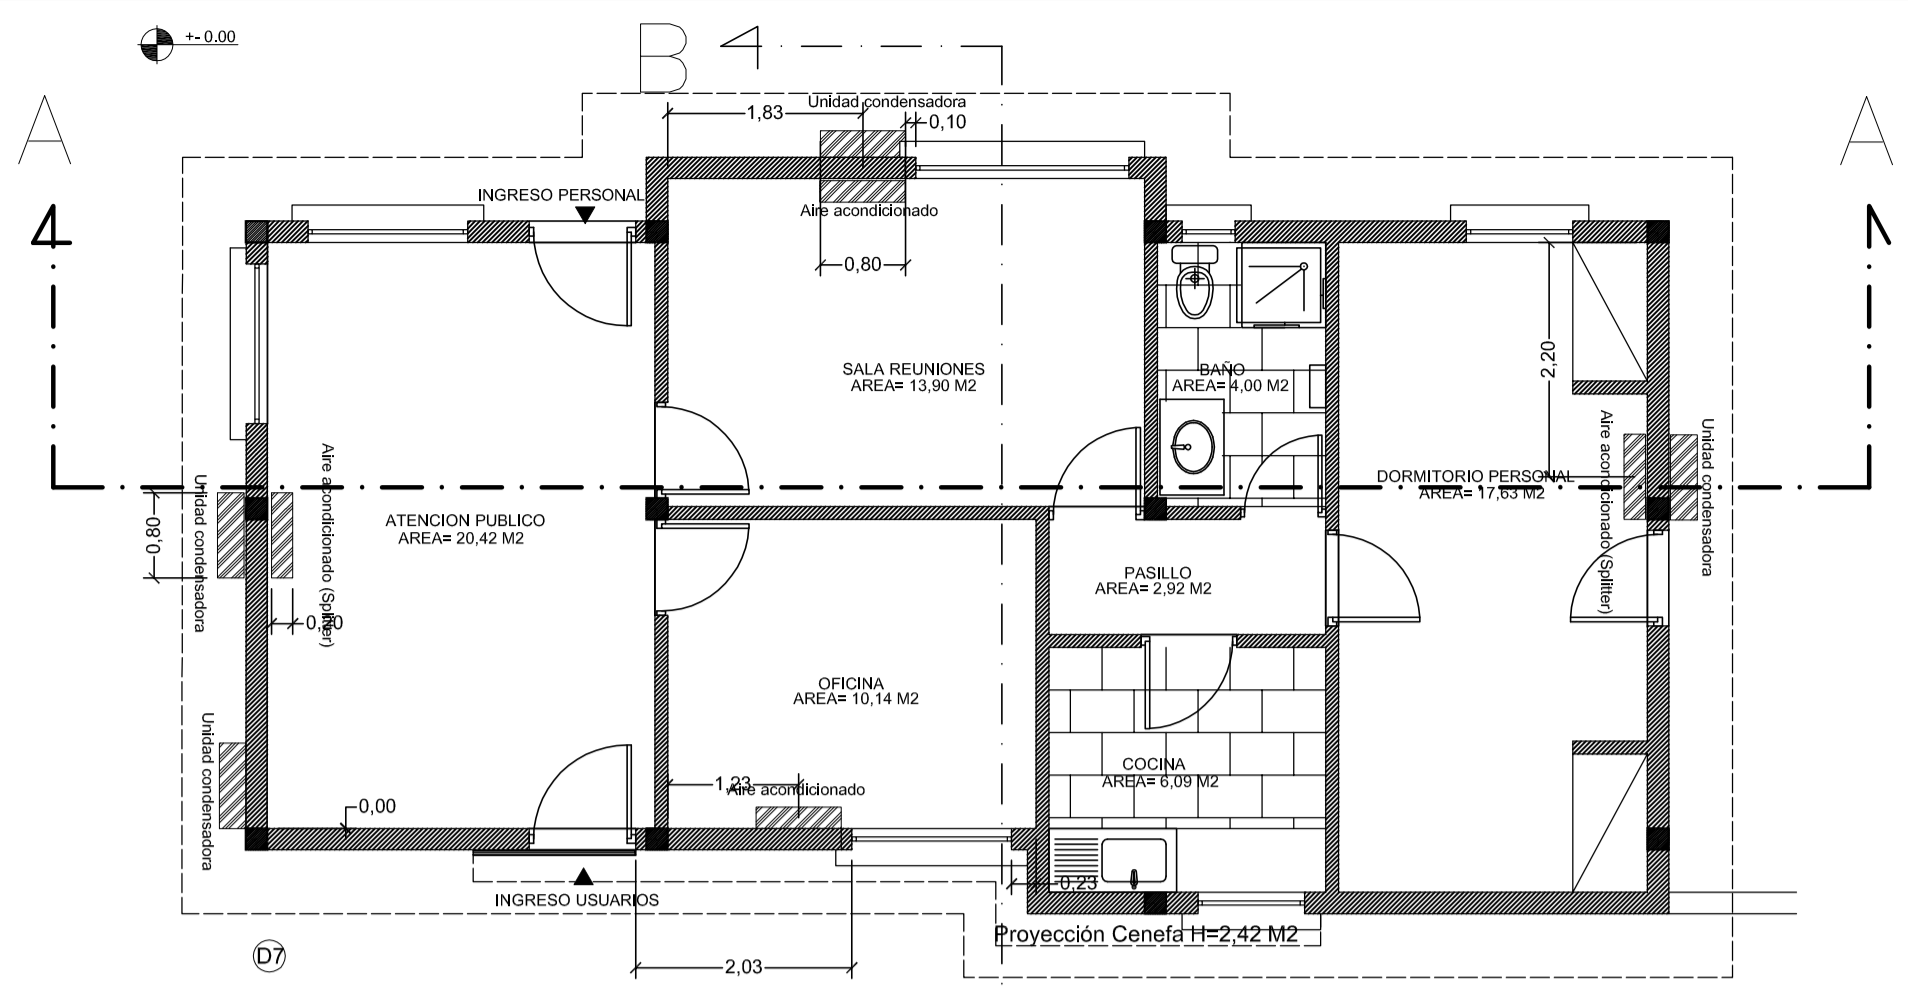 +- 0.00
B
A
A
Unidad condensadora
1,83
0,10
INGRESO PERSONAL
Aire acondicionado
0,80
SALA REUNIONES
AREA= 13,90 M2
BAÑO
AREA= 4,00 M2
2,20
Aire acondicionado (Splitter)
Unidad condensadora
DORMITORIO PERSONAL
AREA= 17,63 M2
Unidad condensadora
0,80
Aire acondicionado (Splitter)
0,20
ATENCION PUBLICO
AREA= 20,42 M2
PASILLO
AREA= 2,92 M2
OFICINA
AREA= 10,14 M2
Unidad condensadora
COCINA
AREA= 6,09 M2
1,23
Aire acondicionado
0,00
0,23
INGRESO USUARIOS
Proyección Cenefa H=2,42 M2
D7
2,03